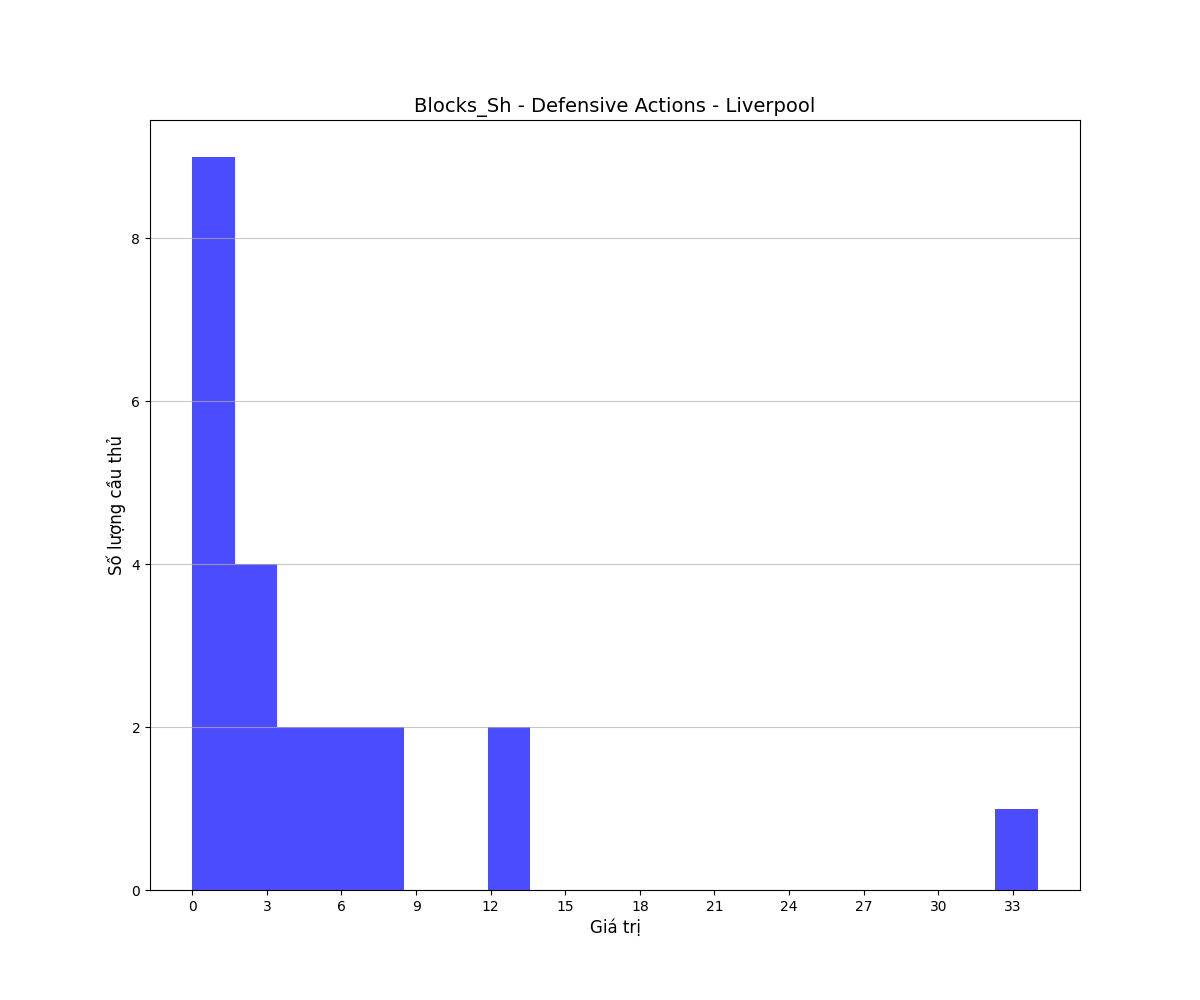 Blocks_Sh - Defensive Actions - Liverpool
Số lượng cầu thủ
8
6
4
2
0
0 3 6 9 12 15 18 21 24 27 30 33
Giá trị